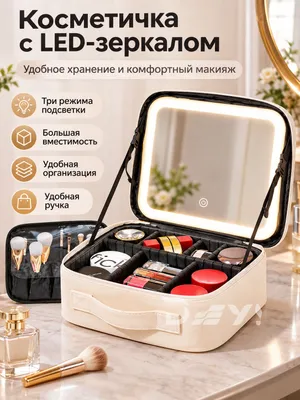 Косметичка
с LED-зеркалом
Удобное хранение и комфортный макияж
Три режима
подсветки
Большая
вместимость
Удобная
организация
Удобная
ручка